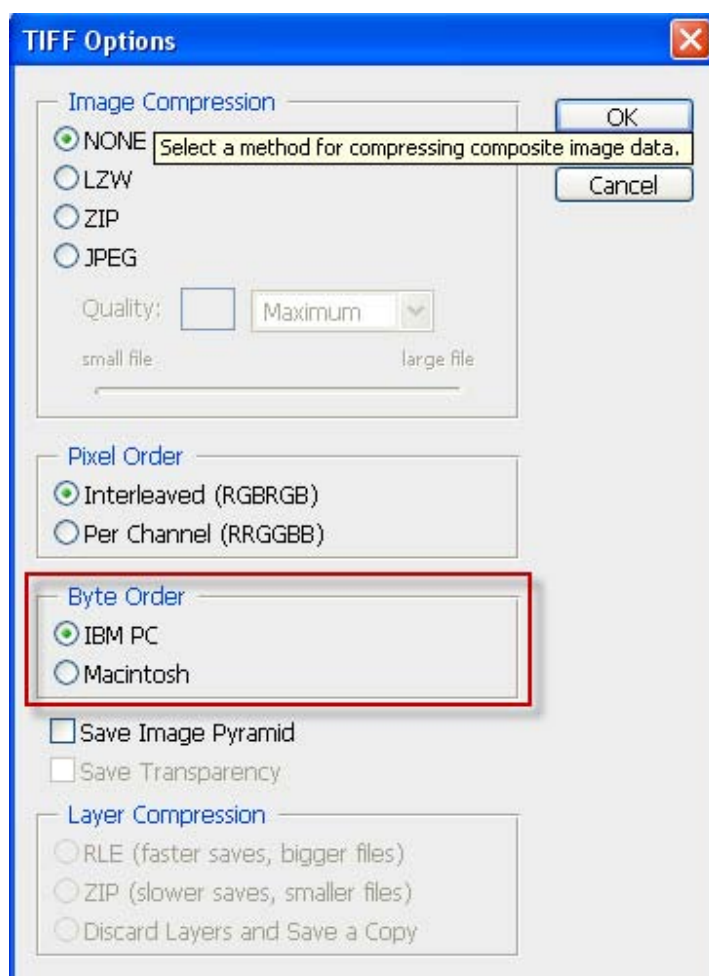 TIFF Options
Image Compression
NONE
Select a method for compressing composite image data.
OK
LZW
Cancel
ZIP
JPEG
Quality:
Maximum
small file
large file
Pixel Order
Interleaved (RGBRGB)
Per Channel (RRGGBB)
Byte Order
IBM PC
Macintosh
Save Image Pyramid
Save Transparency
Layer Compression
RLE (faster saves, bigger files)
ZIP (slower saves, smaller files)
Discard Layers and Save a Copy